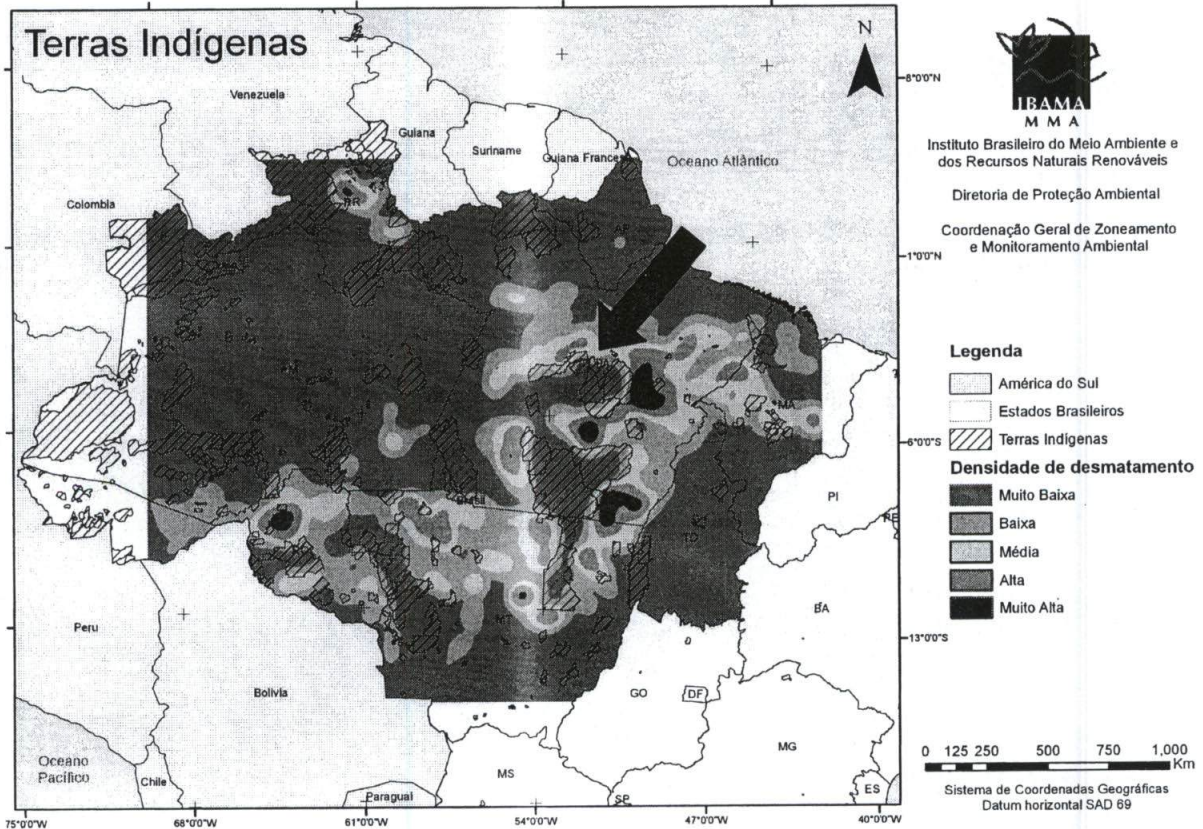 Terras Indígenas
N
Venezuela
Guiana
Suriname
Guiana Frances
Oceano Atlântico
Colombia
RR
AP
AM
PA
MA
Brasil
PI
PE
TO
MT
BA
Peru
Bolivia
GO
DF
MG
MS
ES
SP
Oceano
Pacífico
Chile
Paraguai
8°0'0"N
1°0'0"N
6°0'0"S
13°0'0"S
75°0'0"W
68°0'0"W
61°0'0"W
54°0'0"W
47°0'0"W
40°0'0"W
IBAMA
MMA
Instituto Brasileiro do Meio Ambiente e
dos Recursos Naturais Renováveis
Diretoria de Proteção Ambiental
Coordenação Geral de Zoneamento
e Monitoramento Ambiental
Legenda
América do Sul
Estados Brasileiros
Terras Indígenas
Densidade de desmatamento
Muito Baixa
Baixa
Média
Alta
Muito Alta
0 125 250 500 750 1,000
Km
Sistema de Coordenadas Geográficas
Datum horizontal SAD 69